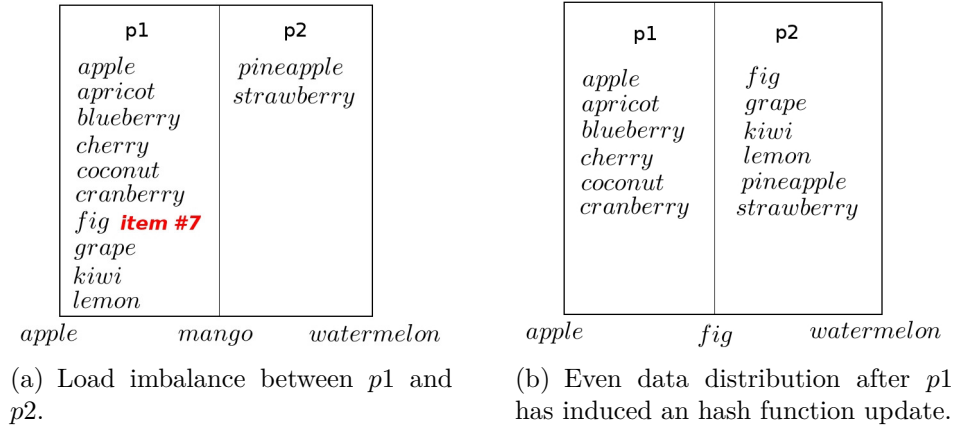 p1
apple
apricot
blueberry
cherry
coconut
cranberry
fig item #7
grape
kiwi
lemon
p2
pineapple
strawberry
apple mango watermelon
(a) Load imbalance between p1 and
p2.
p1
apple
apricot
blueberry
cherry
coconut
cranberry
p2
fig
grape
kiwi
lemon
pineapple
strawberry
apple fig watermelon
(b) Even data distribution after p1
has induced an hash function update.